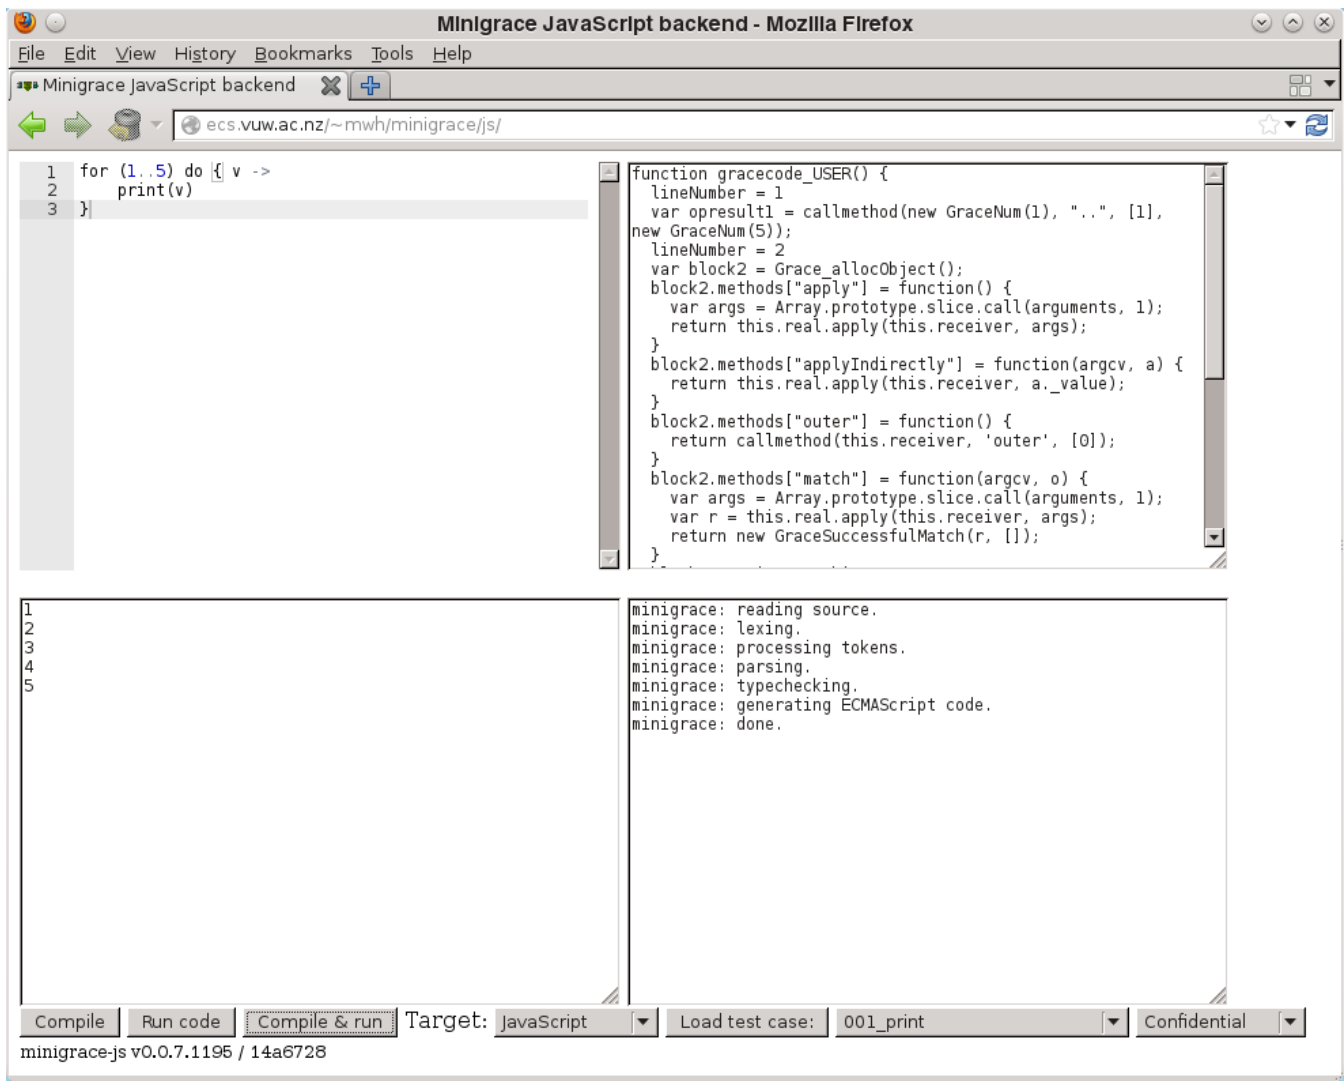 Minigrace JavaScript backend - Mozilla Firefox
File Edit View History Bookmarks Tools Help
Minigrace JavaScript backend
ecs.vuw.ac.nz/~mwh/minigrace/js/
1 for (1..5) do { v ->
2     print(v)
3 }
function gracecode_USER() {
  lineNumber = 1
  var opresult1 = callmethod(new GraceNum(1), "..", [1],
new GraceNum(5));
  lineNumber = 2
  var block2 = Grace_allocObject();
  block2.methods["apply"] = function() {
    var args = Array.prototype.slice.call(arguments, 1);
    return this.real.apply(this.receiver, args);
  }
  block2.methods["applyIndirectly"] = function(argcv, a) {
    return this.real.apply(this.receiver, a._value);
  }
  block2.methods["outer"] = function() {
    return callmethod(this.receiver, 'outer', [0]);
  }
  block2.methods["match"] = function(argcv, o) {
    var args = Array.prototype.slice.call(arguments, 1);
    var r = this.real.apply(this.receiver, args);
    return new GraceSuccessfulMatch(r, []);
  }
1
2
3
4
5
minigrace: reading source.
minigrace: lexing.
minigrace: processing tokens.
minigrace: parsing.
minigrace: typechecking.
minigrace: generating ECMAScript code.
minigrace: done.
Compile Run code Compile & run Target: JavaScript Load test case: 001_print Confidential
minigrace-js v0.0.7.1195 / 14a6728